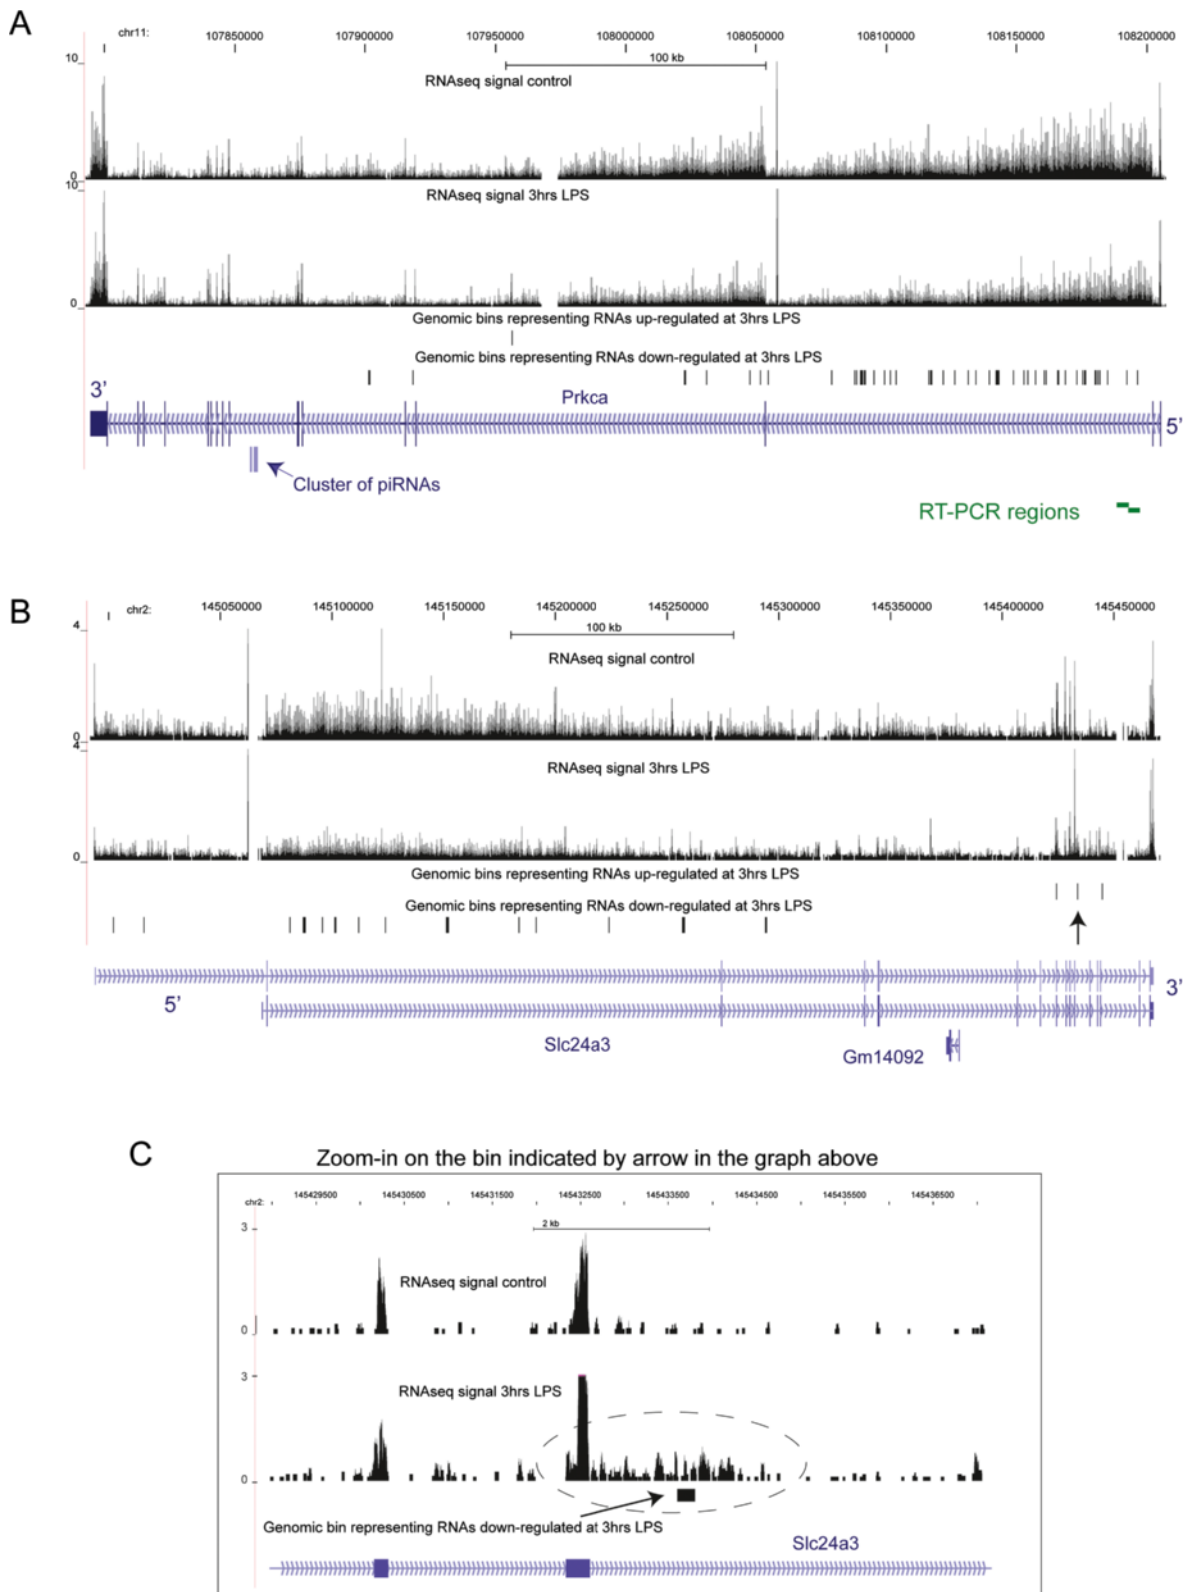 A
chr11: 107850000 107900000 107950000 108000000 108050000 108100000 108150000 108200000
100 kb
10
RNAseq signal control
0
10
RNAseq signal 3hrs LPS
0
Genomic bins representing RNAs up-regulated at 3hrs LPS
Genomic bins representing RNAs down-regulated at 3hrs LPS
3'
Prkca
5'
Cluster of piRNAs
RT-PCR regions
B
chr2: 145050000 145100000 145150000 145200000 145250000 145300000 145350000 145400000 145450000
100 kb
4
RNAseq signal control
0
4
RNAseq signal 3hrs LPS
0
Genomic bins representing RNAs up-regulated at 3hrs LPS
Genomic bins representing RNAs down-regulated at 3hrs LPS
5'
3'
Slc24a3
Gm14092
C
Zoom-in on the bin indicated by arrow in the graph above
chr2: 145429500 145430500 145431500 145432500 145433500 145434500 145435500 145436500
2 kb
3
RNAseq signal control
0
3
RNAseq signal 3hrs LPS
0
Genomic bin representing RNAs down-regulated at 3hrs LPS
Slc24a3